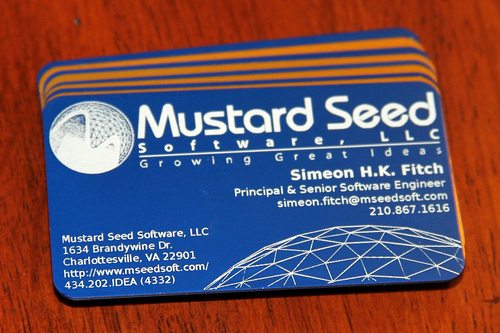 Mustard Seed
Software, LLC
Growing Great Ideas
Simeon H.K. Fitch
Principal & Senior Software Engineer
simeon.fitch@mseedsoft.com
210.867.1616
Mustard Seed Software, LLC
1634 Brandywine Dr.
Charlottesville, VA 22901
http://www.mseedsoft.com/
434.202.IDEA (4332)